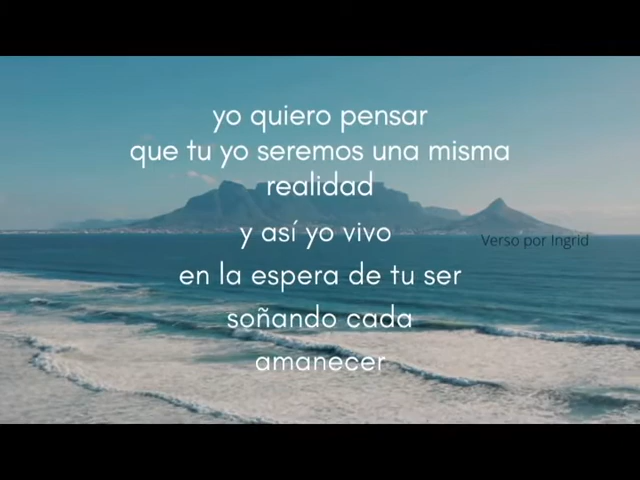 yo quiero pensar
que tu yo seremos una misma
realidad
y así yo vivo
Verso por Ingrid
en la espera de tu ser
soñando cada
amanecer